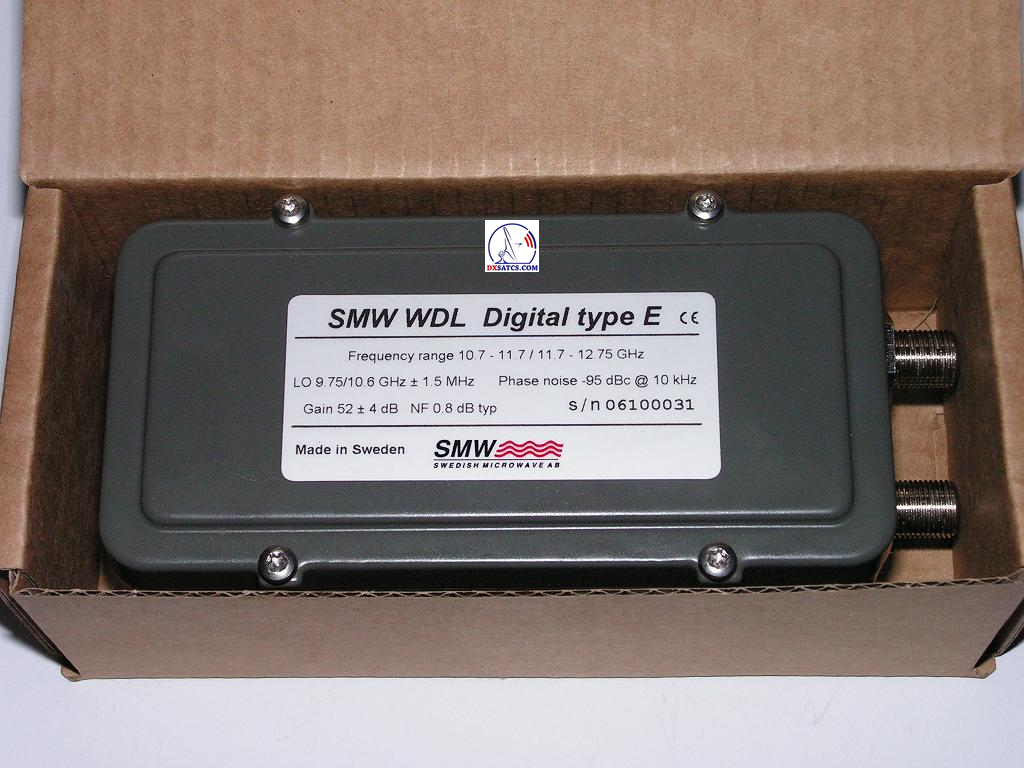 DXSATCS.COM
SMW WDL Digital type E CE
Frequency range 10.7 - 11.7 / 11.7 - 12.75 GHz
LO 9.75/10.6 GHz ± 1.5 MHz Phase noise -95 dBc @ 10 kHz
Gain 52 ± 4 dB NF 0.8 dB typ s/n 06100031
Made in Sweden SMW
SWEDISH MICROWAVE AB